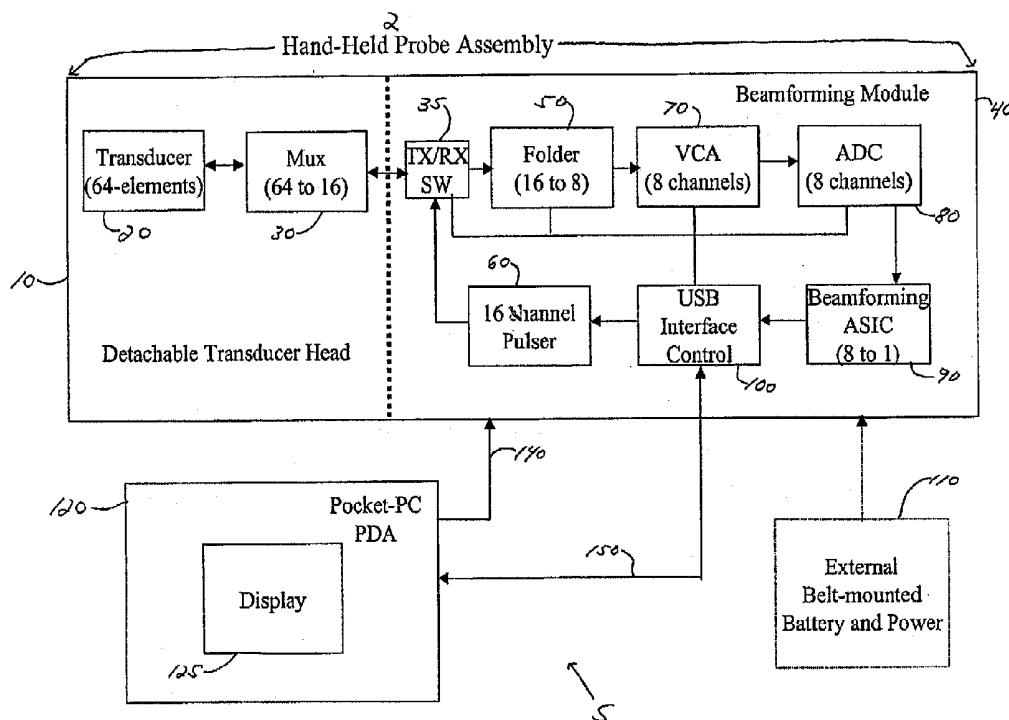 2
Hand-Held Probe Assembly
Beamforming Module
40
35
50
70
Transducer
(64-elements)
Mux
(64 to 16)
TX/RX
SW
Folder
(16 to 8)
VCA
(8 channels)
ADC
(8 channels)
20
30
80
10
60
16 Channel
Pulser
USB
Interface
Control
Beamforming
ASIC
(8 to 1)
Detachable Transducer Head
100
90
140
120
Pocket-PC
PDA
110
150
Display
External
Belt-mounted
Battery and Power
125
S